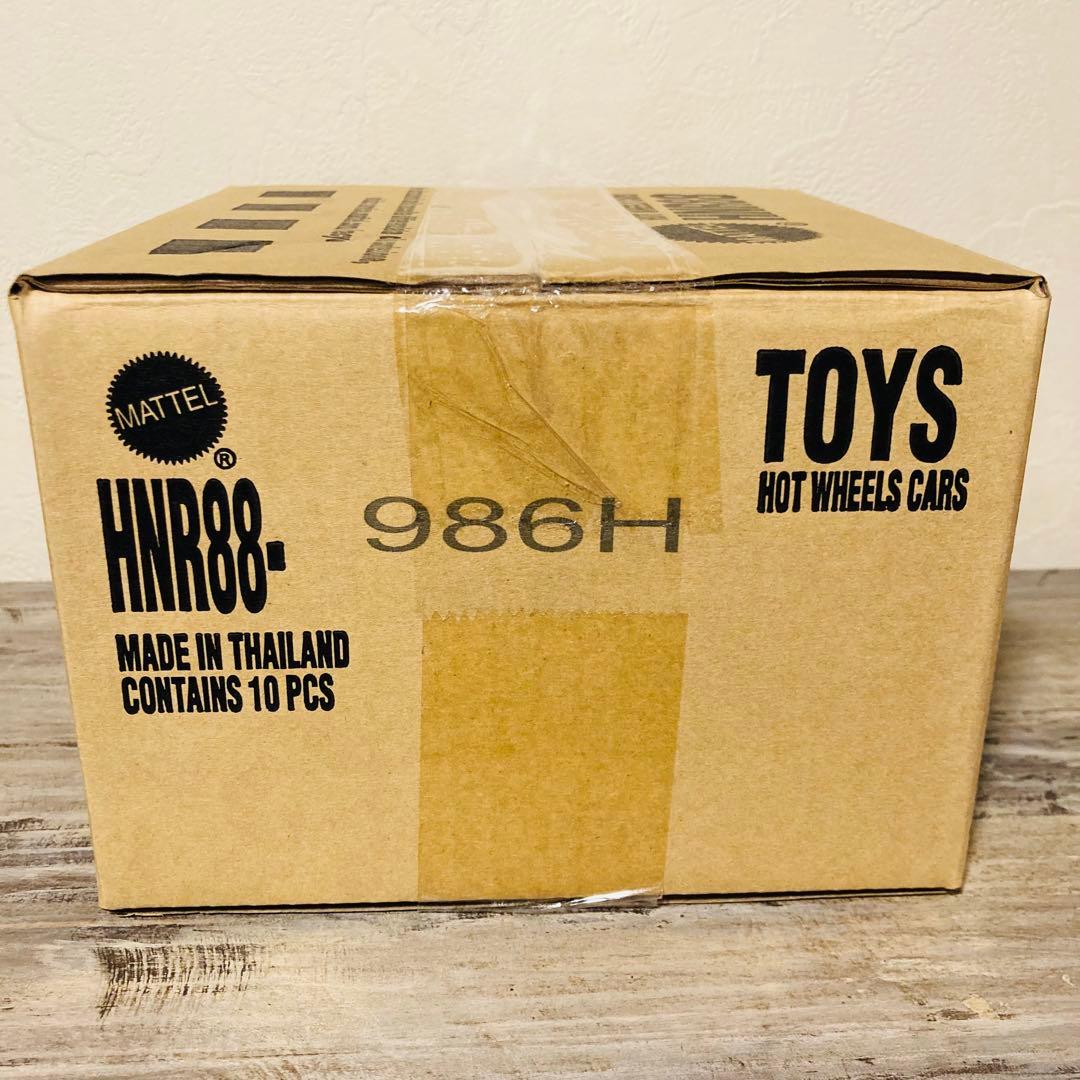 MATTEL
®
HNR88-
MADE IN THAILAND
CONTAINS 10 PCS
986H
TOYS
HOT WHEELS CARS